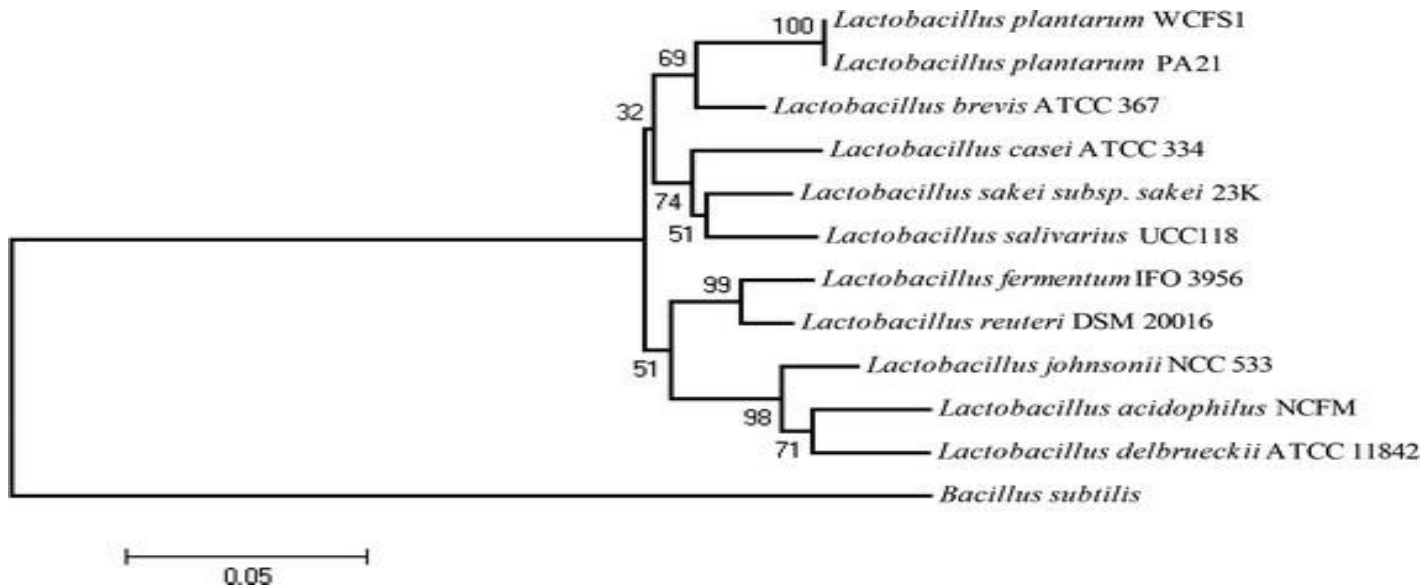 100
Lactobacillus plantarum WCFS1
Lactobacillus plantarum PA21
69
Lactobacillus brevis ATCC 367
32
Lactobacillus casei ATCC 334
74
Lactobacillus sakei subsp. sakei 23K
51
Lactobacillus salivarius UCC118
99
Lactobacillus fermentum IFO 3956
Lactobacillus reuteri DSM 20016
51
Lactobacillus johnsonii NCC 533
98
Lactobacillus acidophilus NCFM
71
Lactobacillus delbrueckii ATCC 11842
Bacillus subtilis
0.05